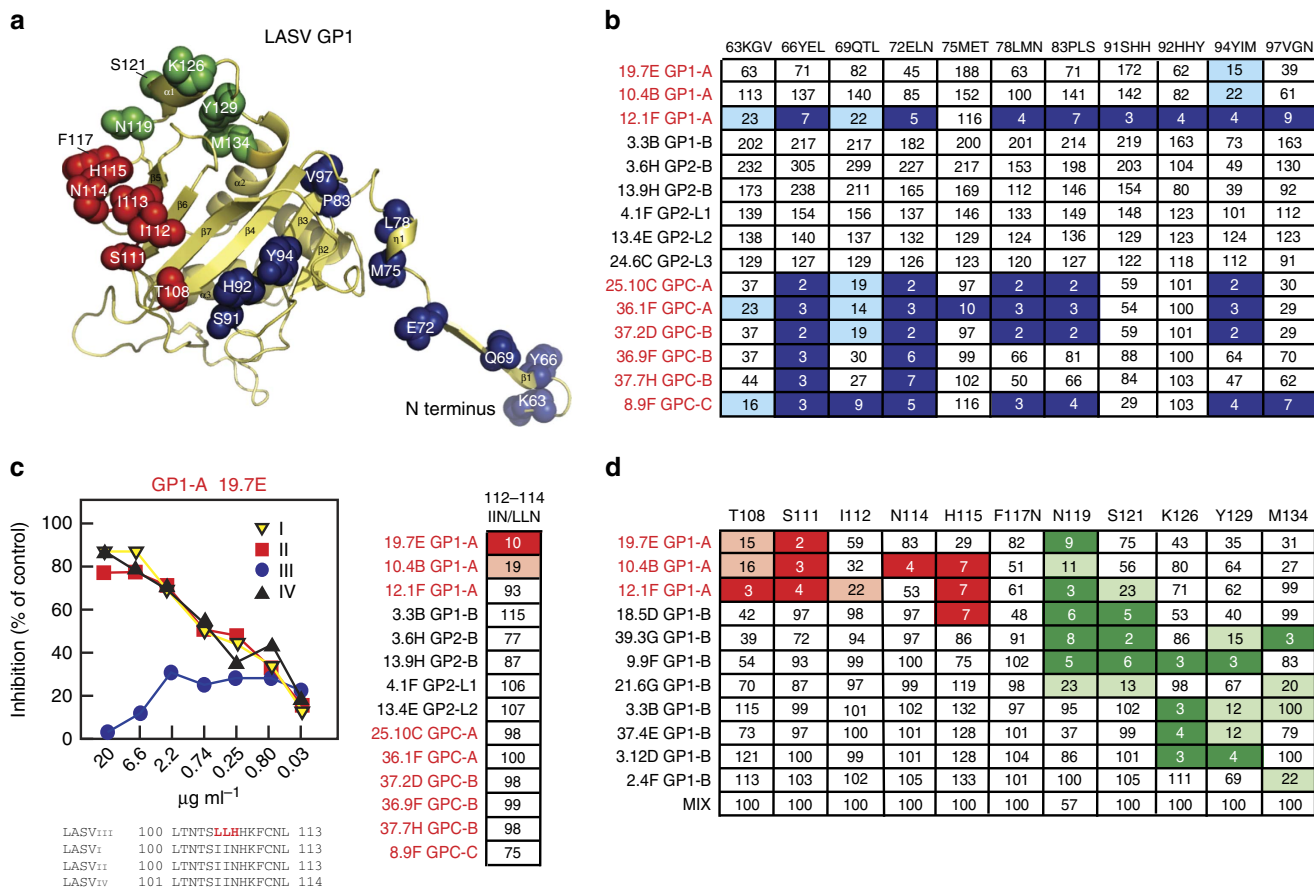 a
LASV GP1
S121
K126
α1
Y129
N119
M134
F117
H115
β5
N114
I113
α2
V97
P83
β6
I112
β7
β4
β3
β2
L78
η1
S111
Y94
M75
T108
α3
H92
S91
E72
Q69
Y66
β1
K63
N terminus
b
63KGV 66YEL 69QTL 72ELN 75MET 78LMN 83PLS 91SHH 92HHY 94YIM 97VGN
19.7E GP1-A 63 71 82 45 188 63 71 172 62 15 39
10.4B GP1-A 113 137 140 85 152 100 141 142 82 22 61
12.1F GP1-A 23 7 22 5 116 4 7 3 4 4 9
3.3B GP1-B 202 217 217 182 200 201 214 219 163 73 163
3.6H GP2-B 232 305 299 227 217 153 198 203 104 49 130
13.9H GP2-B 173 238 211 165 169 112 146 154 80 39 92
4.1F GP2-L1 139 154 156 137 146 133 149 148 123 101 112
13.4E GP2-L2 138 140 137 132 129 124 136 129 123 124 123
24.6C GP2-L3 129 127 129 126 123 120 127 122 118 112 91
25.10C GPC-A 37 2 19 2 97 2 2 59 101 2 30
36.1F GPC-A 23 3 14 3 10 3 3 54 100 3 29
37.2D GPC-B 37 2 19 2 97 2 2 59 101 2 29
36.9F GPC-B 37 3 30 6 99 66 81 88 100 64 70
37.7H GPC-B 44 3 27 7 102 50 66 84 103 47 62
8.9F GPC-C 16 3 9 5 116 3 4 29 103 4 7
c
GP1-A 19.7E
Inhibition (% of control)
100
80
60
40
20
0
I
II
III
IV
20 6.6 2.2 0.74 0.25 0.80 0.03
μg ml⁻¹
LASVIII 100 LTNTSLLHHKFCNL 113
LASVI 100 LTNTSIINHKFCNL 113
LASVII 100 LTNTSIINHKFCNL 113
LASVIV 101 LTNTSIINHKFCNL 114
112–114
IIN/LLN
19.7E GP1-A 10
10.4B GP1-A 19
12.1F GP1-A 93
3.3B GP1-B 115
3.6H GP2-B 77
13.9H GP2-B 87
4.1F GP2-L1 106
13.4E GP2-L2 107
25.10C GPC-A 98
36.1F GPC-A 100
37.2D GPC-B 98
36.9F GPC-B 99
37.7H GPC-B 98
8.9F GPC-C 75
d
T108 S111 I112 N114 H115 F117N N119 S121 K126 Y129 M134
19.7E GP1-A 15 2 59 83 29 82 9 75 43 35 31
10.4B GP1-A 16 3 32 4 7 51 11 56 80 64 27
12.1F GP1-A 3 4 22 53 7 61 3 23 71 62 99
18.5D GP1-B 42 97 98 97 7 48 6 5 53 40 99
39.3G GP1-B 39 72 94 97 86 91 8 2 86 15 3
9.9F GP1-B 54 93 99 100 75 102 5 6 3 3 83
21.6G GP1-B 70 87 97 99 119 98 23 13 98 67 20
3.3B GP1-B 115 99 101 102 132 97 95 102 3 12 100
37.4E GP1-B 73 97 100 101 128 101 37 99 4 12 79
3.12D GP1-B 121 100 99 101 128 101 86 101 3 4 100
2.4F GP1-B 113 103 102 105 133 101 100 105 111 69 22
MIX 100 100 100 100 100 100 57 100 100 100 100